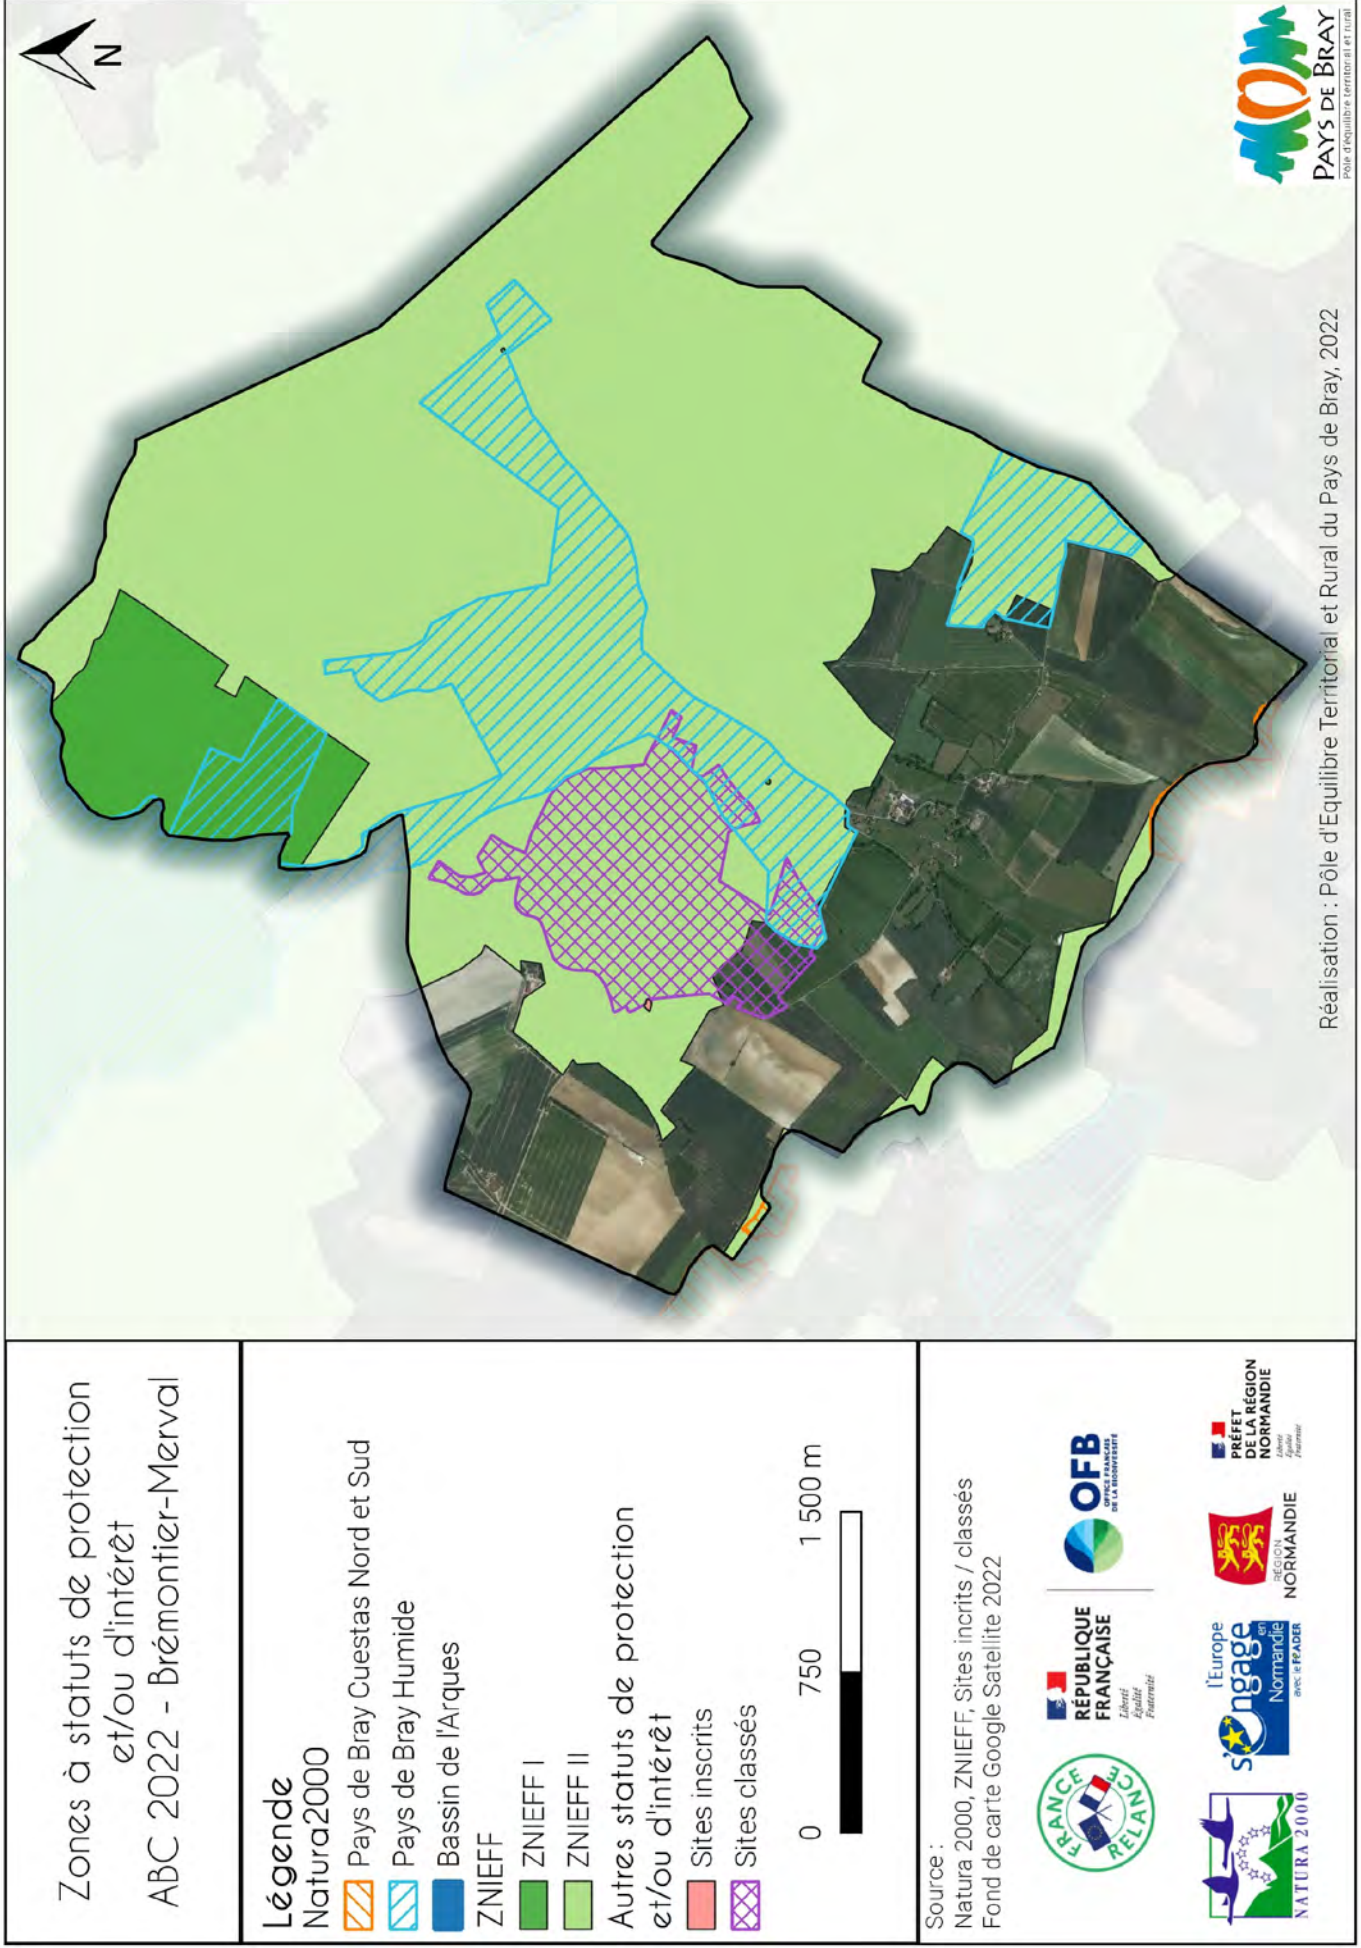 Zones à statuts de protection
et/ou d'intérêt
ABC 2022 - Brémontier-Merval
Légende
Natura2000
Pays de Bray Cuestas Nord et Sud
Pays de Bray Humide
Bassin de l'Arques
ZNIEFF
ZNIEFF I
ZNIEFF II
Autres statuts de protection
et/ou d'intérêt
Sites inscrits
Sites classés
0 750 1 500 m
Source :
Natura 2000, ZNIEFF, Sites incrits / classés
Fond de carte Google Satellite 2022
FRANCE
RELANCE
RÉPUBLIQUE
FRANÇAISE
Liberté
Égalité
Fraternité
OFB
OFFICE FRANÇAIS
DE LA BIODIVERSITÉ
NATURA 2000
l'Europe
s'engage
en
Normandie
avec le FEADER
RÉGION
NORMANDIE
PRÉFET
DE LA RÉGION
NORMANDIE
Liberté
Égalité
Fraternité
N
PAYS DE BRAY
Pôle d'équilibre territorial et rural
Réalisation : Pôle d'Equilibre Territorial et Rural du Pays de Bray, 2022